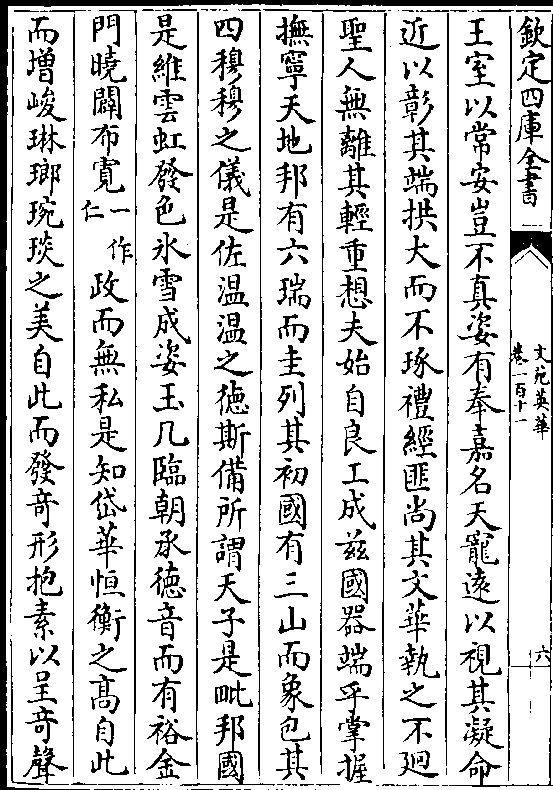 欽定四庫全書
文苑英華
卷一百十一
六
王室以常安豈不真姿有奉嘉名天寵遠以視其凝命
近以彰其端拱大而不琢禮經匪尚其文華執之不迴
聖人無離其輕重想夫始自良工成兹國器端乎掌握
撫寧天地邦有六瑞而圭列其初國有三山而象包其
四穆穆之儀是佐温温之徳斯備所謂天子是毗邦國
是維雲虹發色氷雪成姿玉几臨朝承徳音而有裕金
門曉闢布寛一作仁政而無私是知岱華恒衡之髙自此
而增峻琳瑯琬琰之美自此而發奇形抱素以呈奇聲